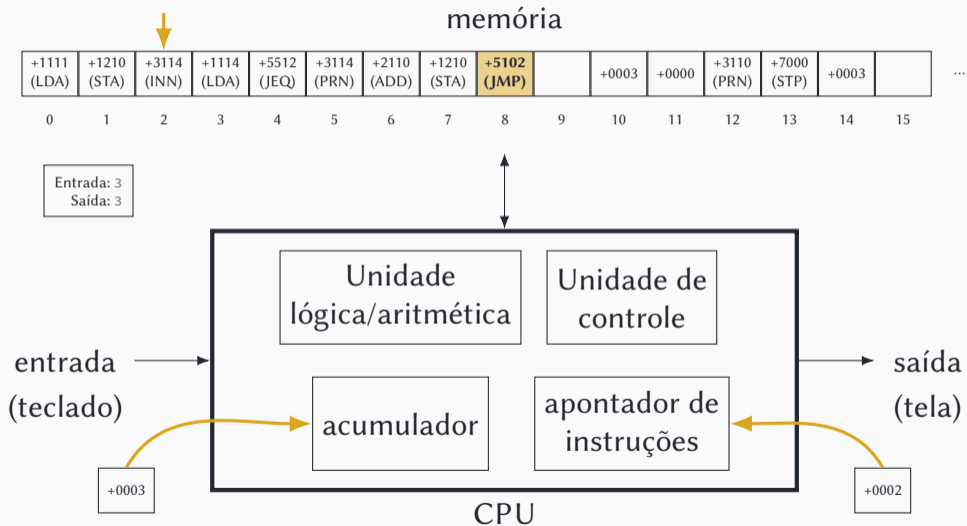 memória
+1111 +1210 +3114 +1114 +5512 +3114 +2110 +1210 +5102 +0003 +0000 +3110 +7000 +0003 ...
(LDA) (STA) (INN) (LDA) (JEQ) (PRN) (ADD) (STA) (JMP) (PRN) (STP)
0 1 2 3 4 5 6 7 8 9 10 11 12 13 14 15
Entrada: 3
Saída: 3
Unidade
lógica/aritmética
Unidade de
controle
entrada
(teclado)
saída
(tela)
acumulador
apontador de
instruções
+0003
+0002
CPU